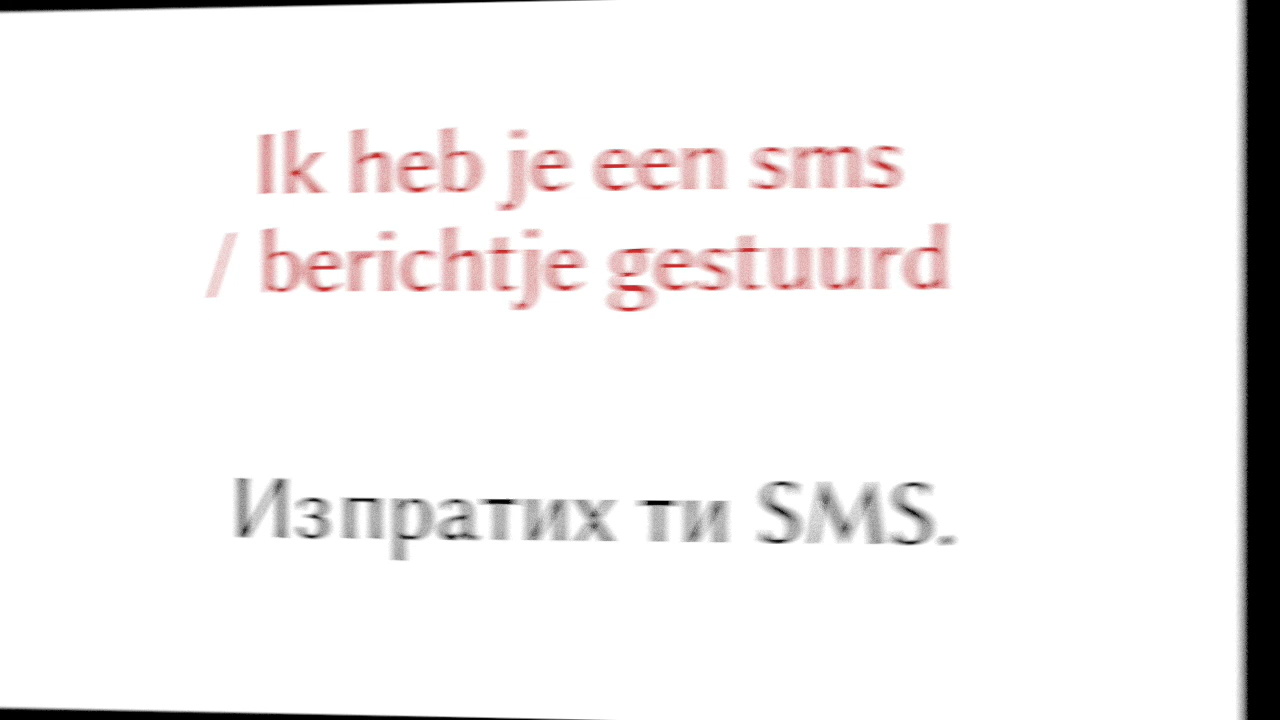 Ik heb je een sms
/ berichtje gestuurd
Изпратих ти SMS.